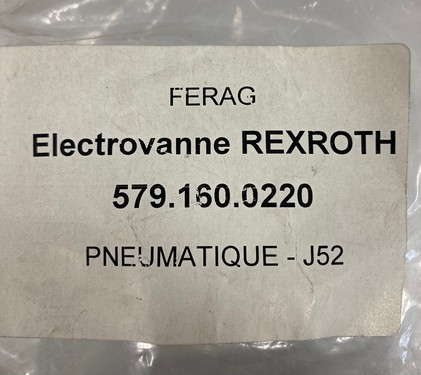 FERAG
Electrovanne REXROTH
579.160.0220
PNEUMATIQUE - J52